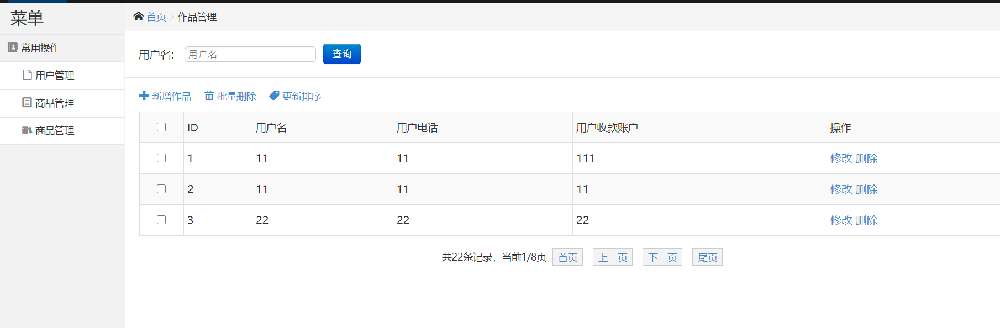 菜单
常用操作
用户管理
商品管理
商品管理
首页 > 作品管理
用户名: 用户名 查询
新增作品 批量删除 更新排序
ID 用户名 用户电话 用户收款账户 操作
1 11 11 111 修改 删除
2 11 11 11 修改 删除
3 22 22 22 修改 删除
共22条记录，当前1/8页 首页 上一页 下一页 尾页